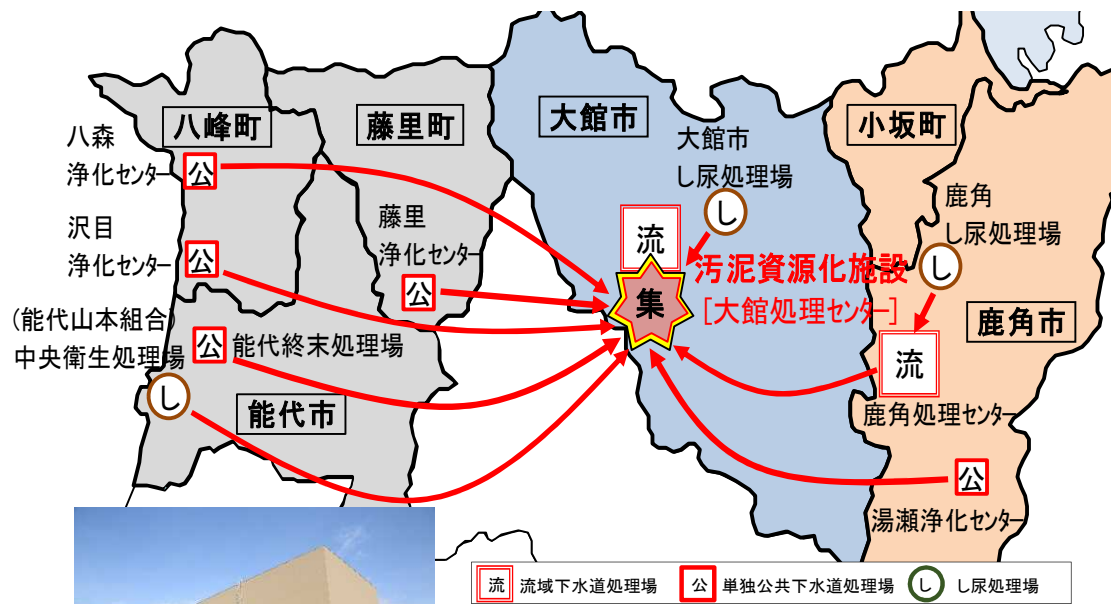 八峰町
藤里町
大館市
小坂町
鹿角市
能代市
八森
浄化センター
公
沢目
浄化センター
公
(能代山本組合)
中央衛生処理場
し
公
能代終末処理場
藤里
浄化センター
公
大館市
し尿処理場
し
流
集
汚泥資源化施設
[大館処理センター]
鹿角
し尿処理場
し
流
鹿角処理センター
公
湯瀬浄化センター
流 流域下水道処理場 公 単独公共下水道処理場 し し尿処理場